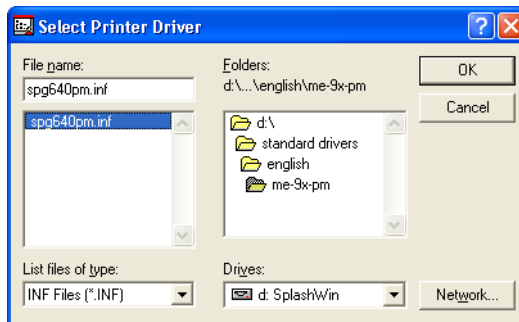 Select Printer Driver
File name:
spg640pm.inf
spg640pm.inf
Folders:
d:\...\english\me-9x-pm
d:\
standard drivers
english
me-9x-pm
OK
Cancel
List files of type:
INF Files (*.INF)
Drives:
d: SplashWin
Network...